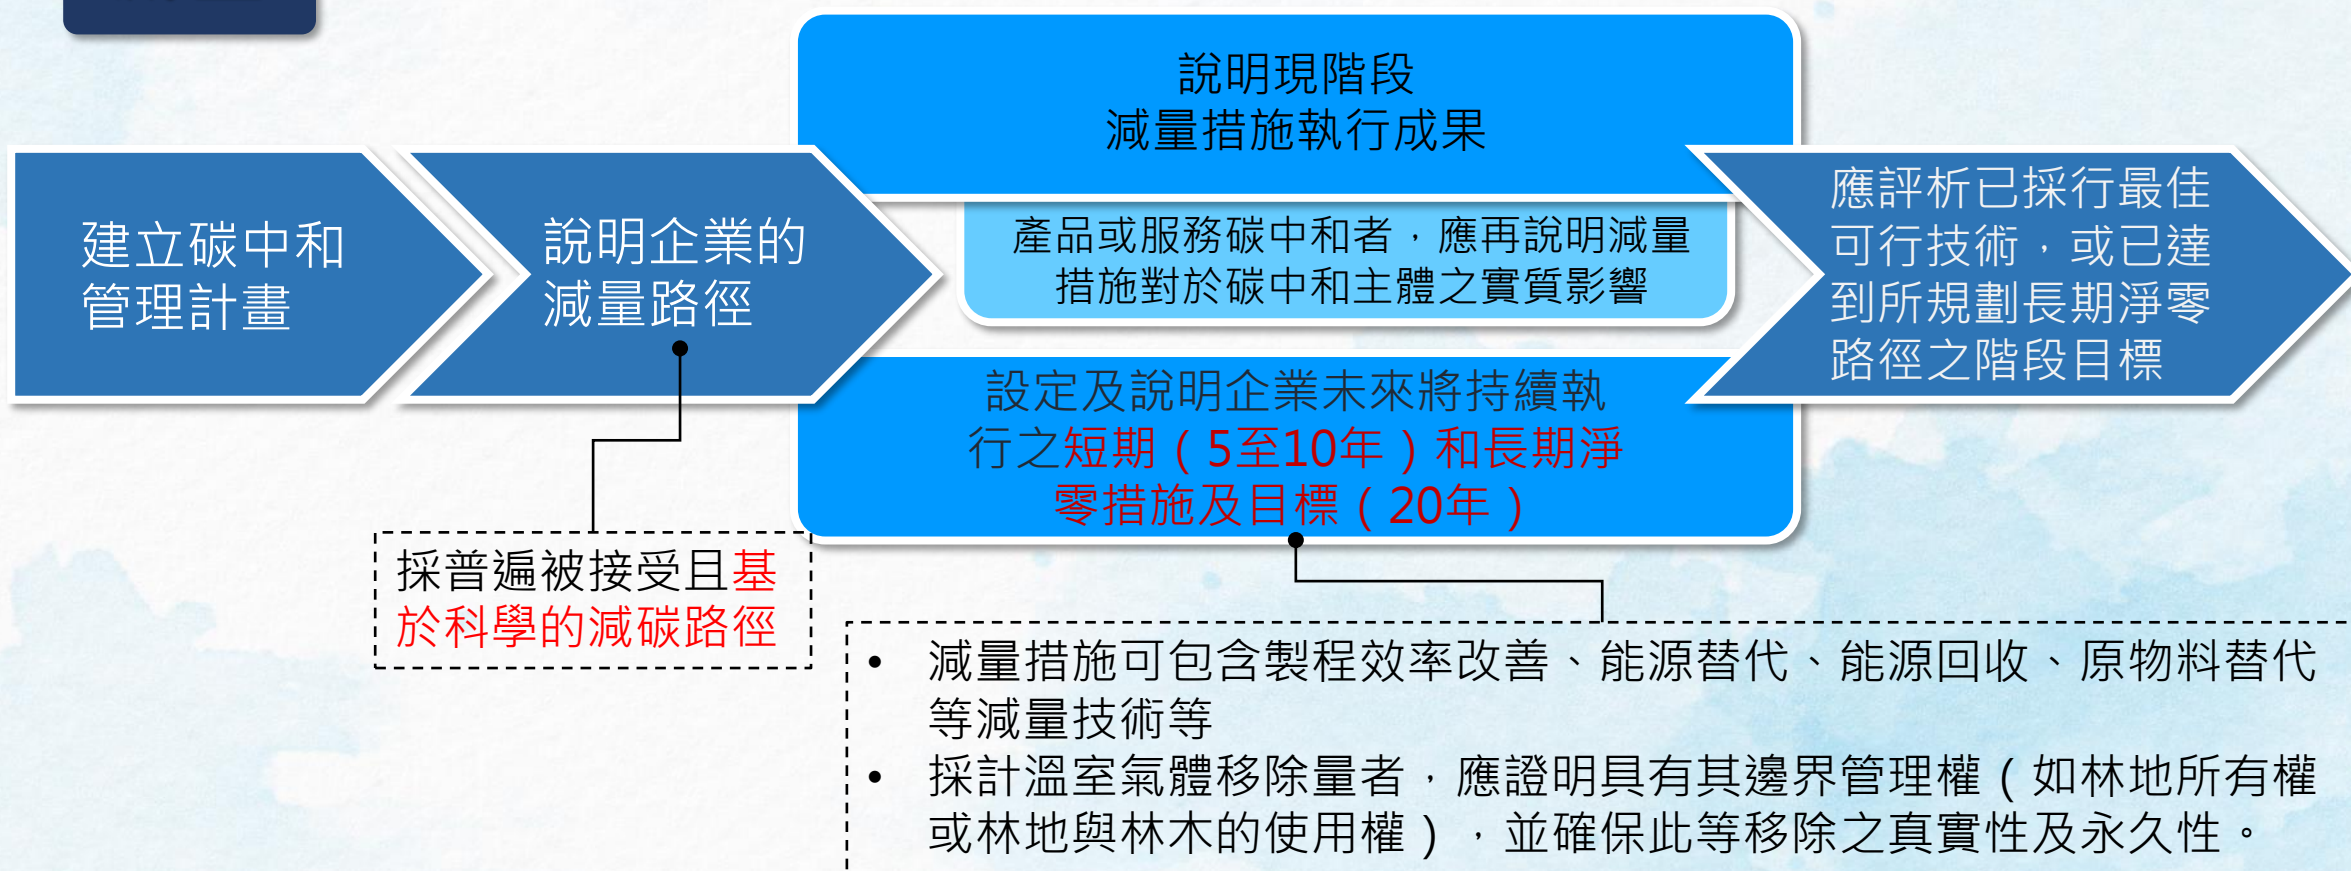 建立碳中和
管理計畫
說明企業的
減量路徑
說明現階段
減量措施執行成果
產品或服務碳中和者，應再說明減量
措施對於碳中和主體之實質影響
設定及說明企業未來將持續執
行之短期（5至10年）和長期淨
零措施及目標（20年）
應評析已採行最佳
可行技術，或已達
到所規劃長期淨零
路徑之階段目標
採普遍被接受且基
於科學的減碳路徑
• 減量措施可包含製程效率改善、能源替代、能源回收、原物料替代
等減量技術等
• 採計溫室氣體移除量者，應證明具有其邊界管理權（如林地所有權
或林地與林木的使用權），並確保此等移除之真實性及永久性。